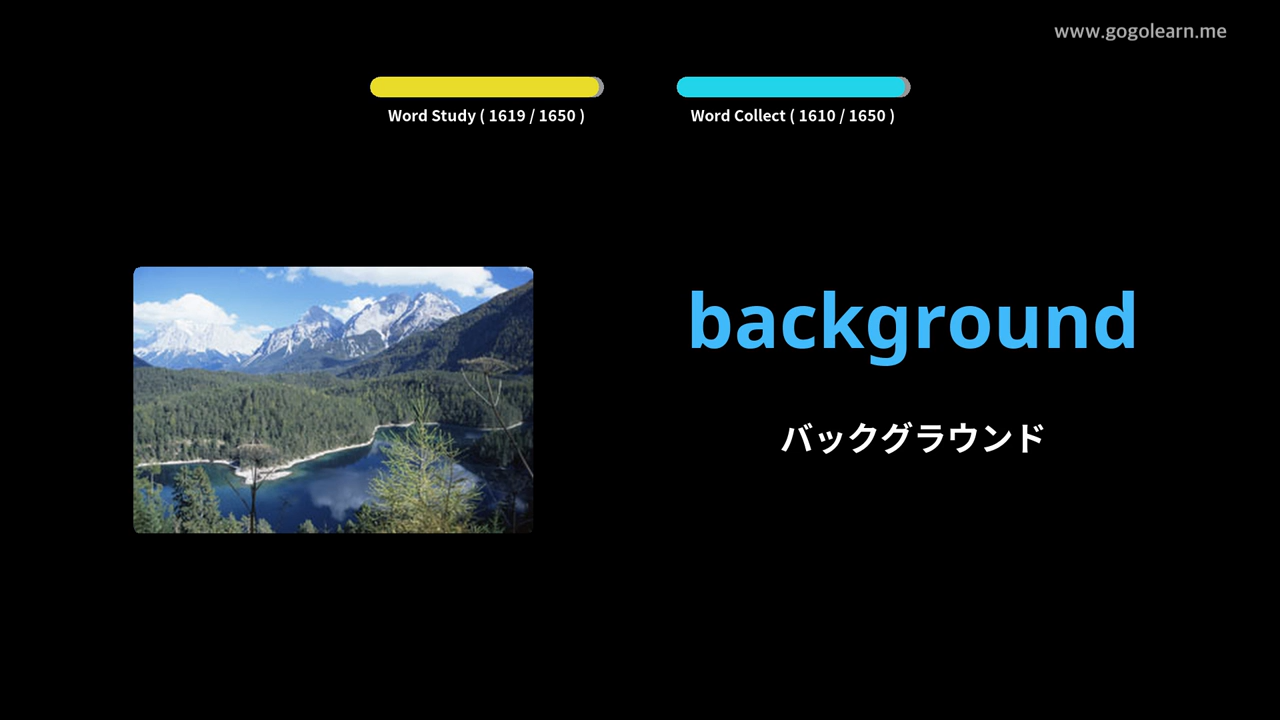 www.gogolearn.me
Word Study ( 1619 / 1650 )
Word Collect ( 1610 / 1650 )
background
バックグラウンド